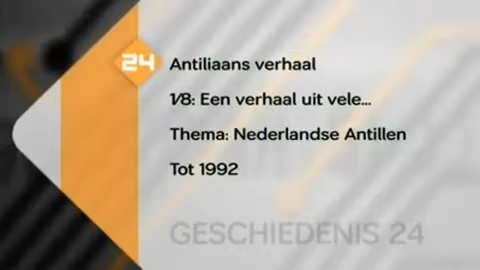 24
Antiliaans verhaal
1/8: Een verhaal uit vele...
Thema: Nederlandse Antillen
Tot 1992
GESCHIEDENIS 24